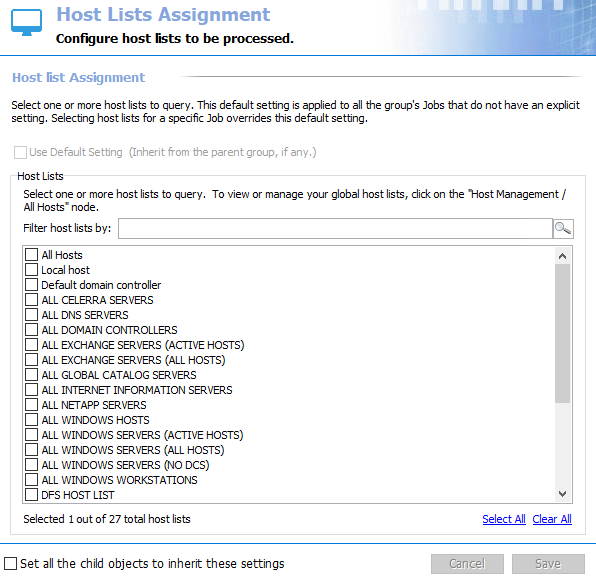 Host Lists Assignment
Configure host lists to be processed.
Host list Assignment
Select one or more host lists to query. This default setting is applied to all the group's Jobs that do not have an explicit
setting. Selecting host lists for a specific Job overrides this default setting.
Use Default Setting (Inherit from the parent group, if any.)
Host Lists
Select one or more host lists to query. To view or manage your global host lists, click on the "Host Management /
All Hosts" node.
Filter host lists by:
All Hosts
Local host
Default domain controller
ALL CELERRA SERVERS
ALL DNS SERVERS
ALL DOMAIN CONTROLLERS
ALL EXCHANGE SERVERS (ACTIVE HOSTS)
ALL EXCHANGE SERVERS (ALL HOSTS)
ALL GLOBAL CATALOG SERVERS
ALL INTERNET INFORMATION SERVERS
ALL NETAPP SERVERS
ALL WINDOWS HOSTS
ALL WINDOWS SERVERS (ACTIVE HOSTS)
ALL WINDOWS SERVERS (ALL HOSTS)
ALL WINDOWS SERVERS (NO DCS)
ALL WINDOWS WORKSTATIONS
DFS HOST LIST
Selected 1 out of 27 total host lists Select All Clear All
Set all the child objects to inherit these settings Cancel Save